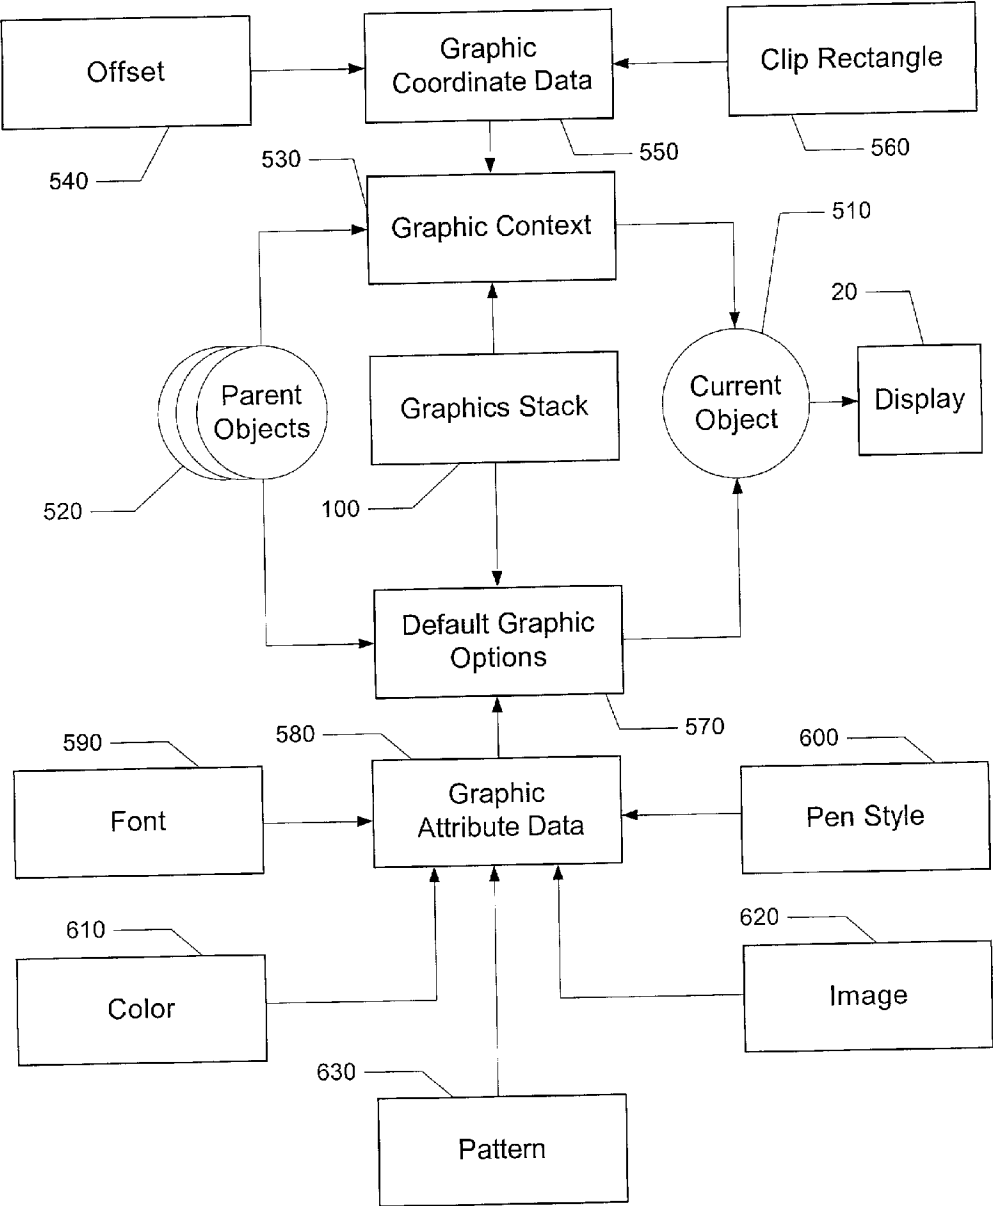 Offset
540
Graphic
Coordinate Data
550
Clip Rectangle
560
530
Graphic Context
510
20
Parent
Objects
520
Graphics Stack
100
Current
Object
Display
Default Graphic
Options
570
590
Font
580
Graphic
Attribute Data
600
Pen Style
610
Color
620
Image
630
Pattern